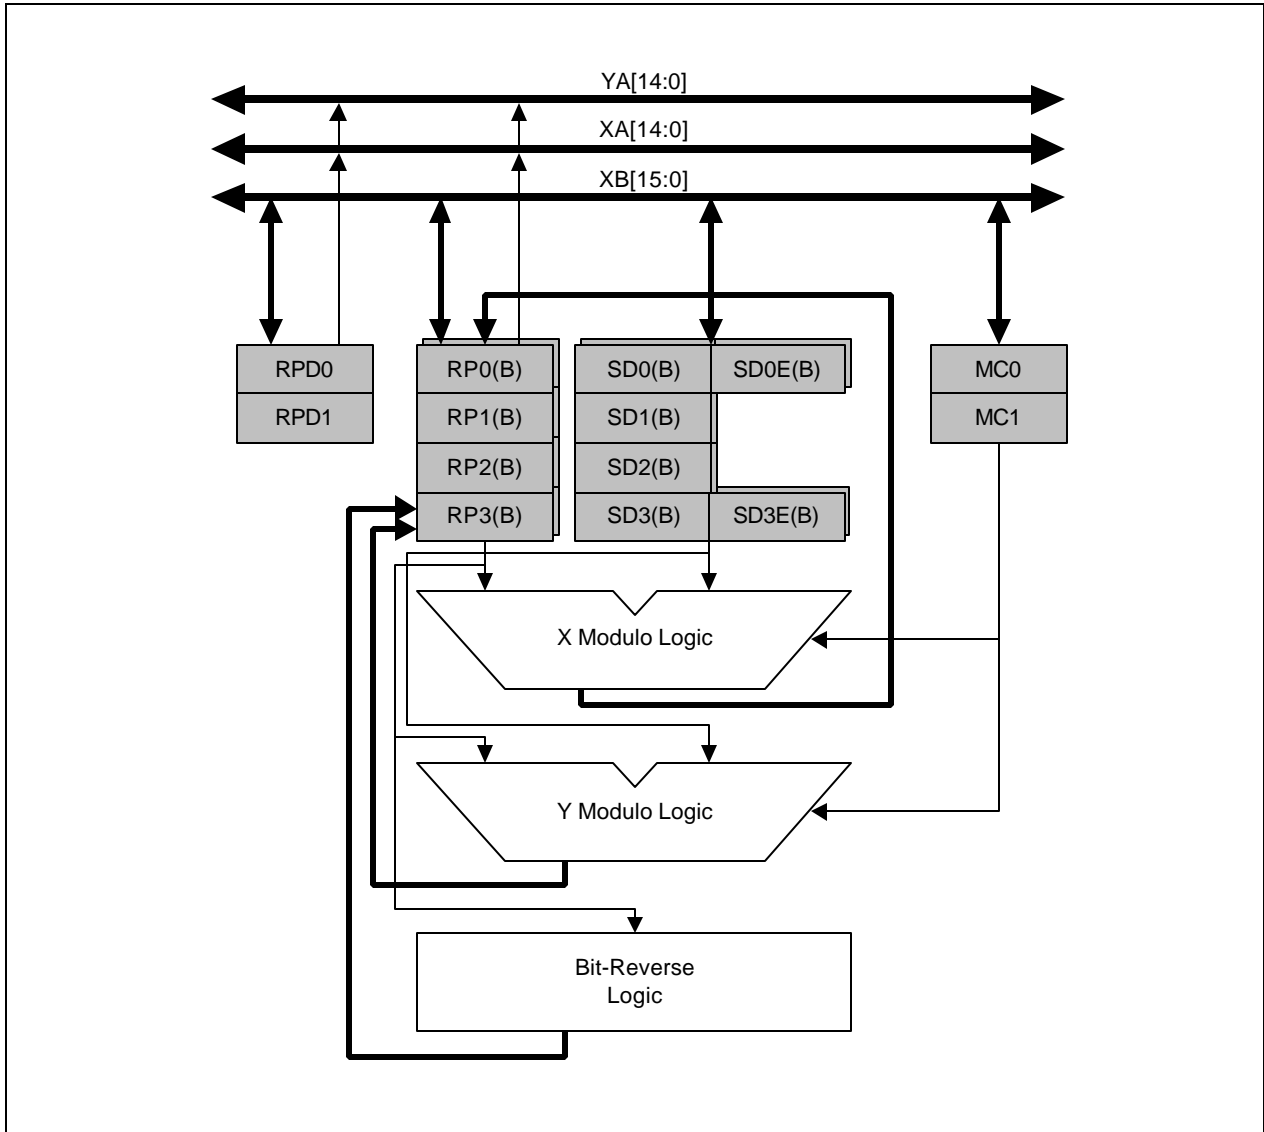 YA[14:0]
XA[14:0]
XB[15:0]
RPD0
RPD1
RP0(B)
RP1(B)
RP2(B)
RP3(B)
SD0(B)
SD0E(B)
SD1(B)
SD2(B)
SD3(B)
SD3E(B)
MC0
MC1
X Modulo Logic
Y Modulo Logic
Bit-Reverse
Logic